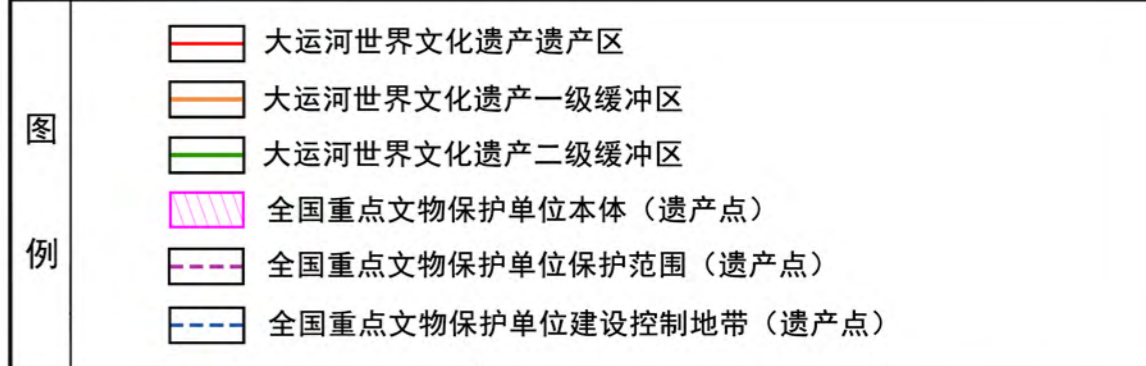 图例
大运河世界文化遗产遗产区
大运河世界文化遗产一级缓冲区
大运河世界文化遗产二级缓冲区
全国重点文物保护单位本体（遗产点）
全国重点文物保护单位保护范围（遗产点）
全国重点文物保护单位建设控制地带（遗产点）